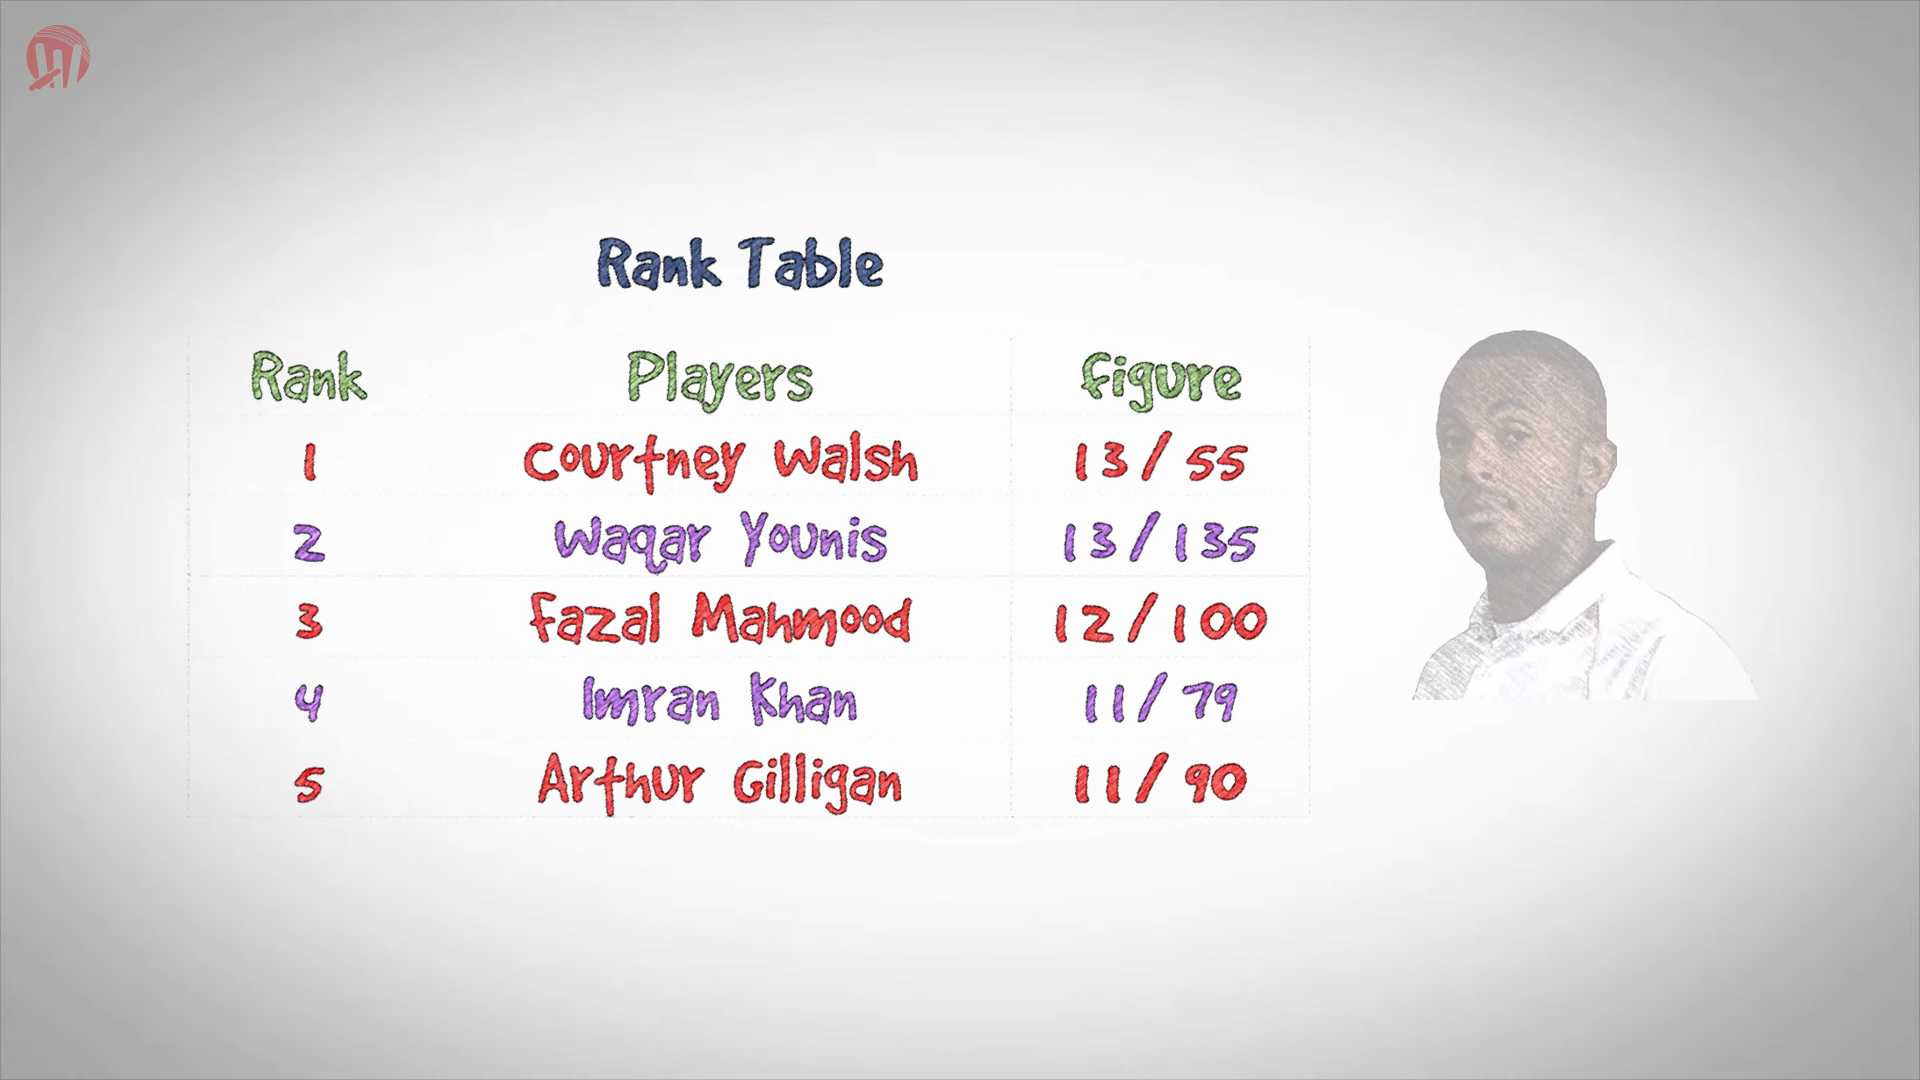 Rank Table
Rank Players figure
1 Courtney Walsh 13/55
2 Waqar Younis 13/135
3 fazal Mahmood 12/100
4 Imran Khan 11/79
5 Arthur Gilligan 11/90